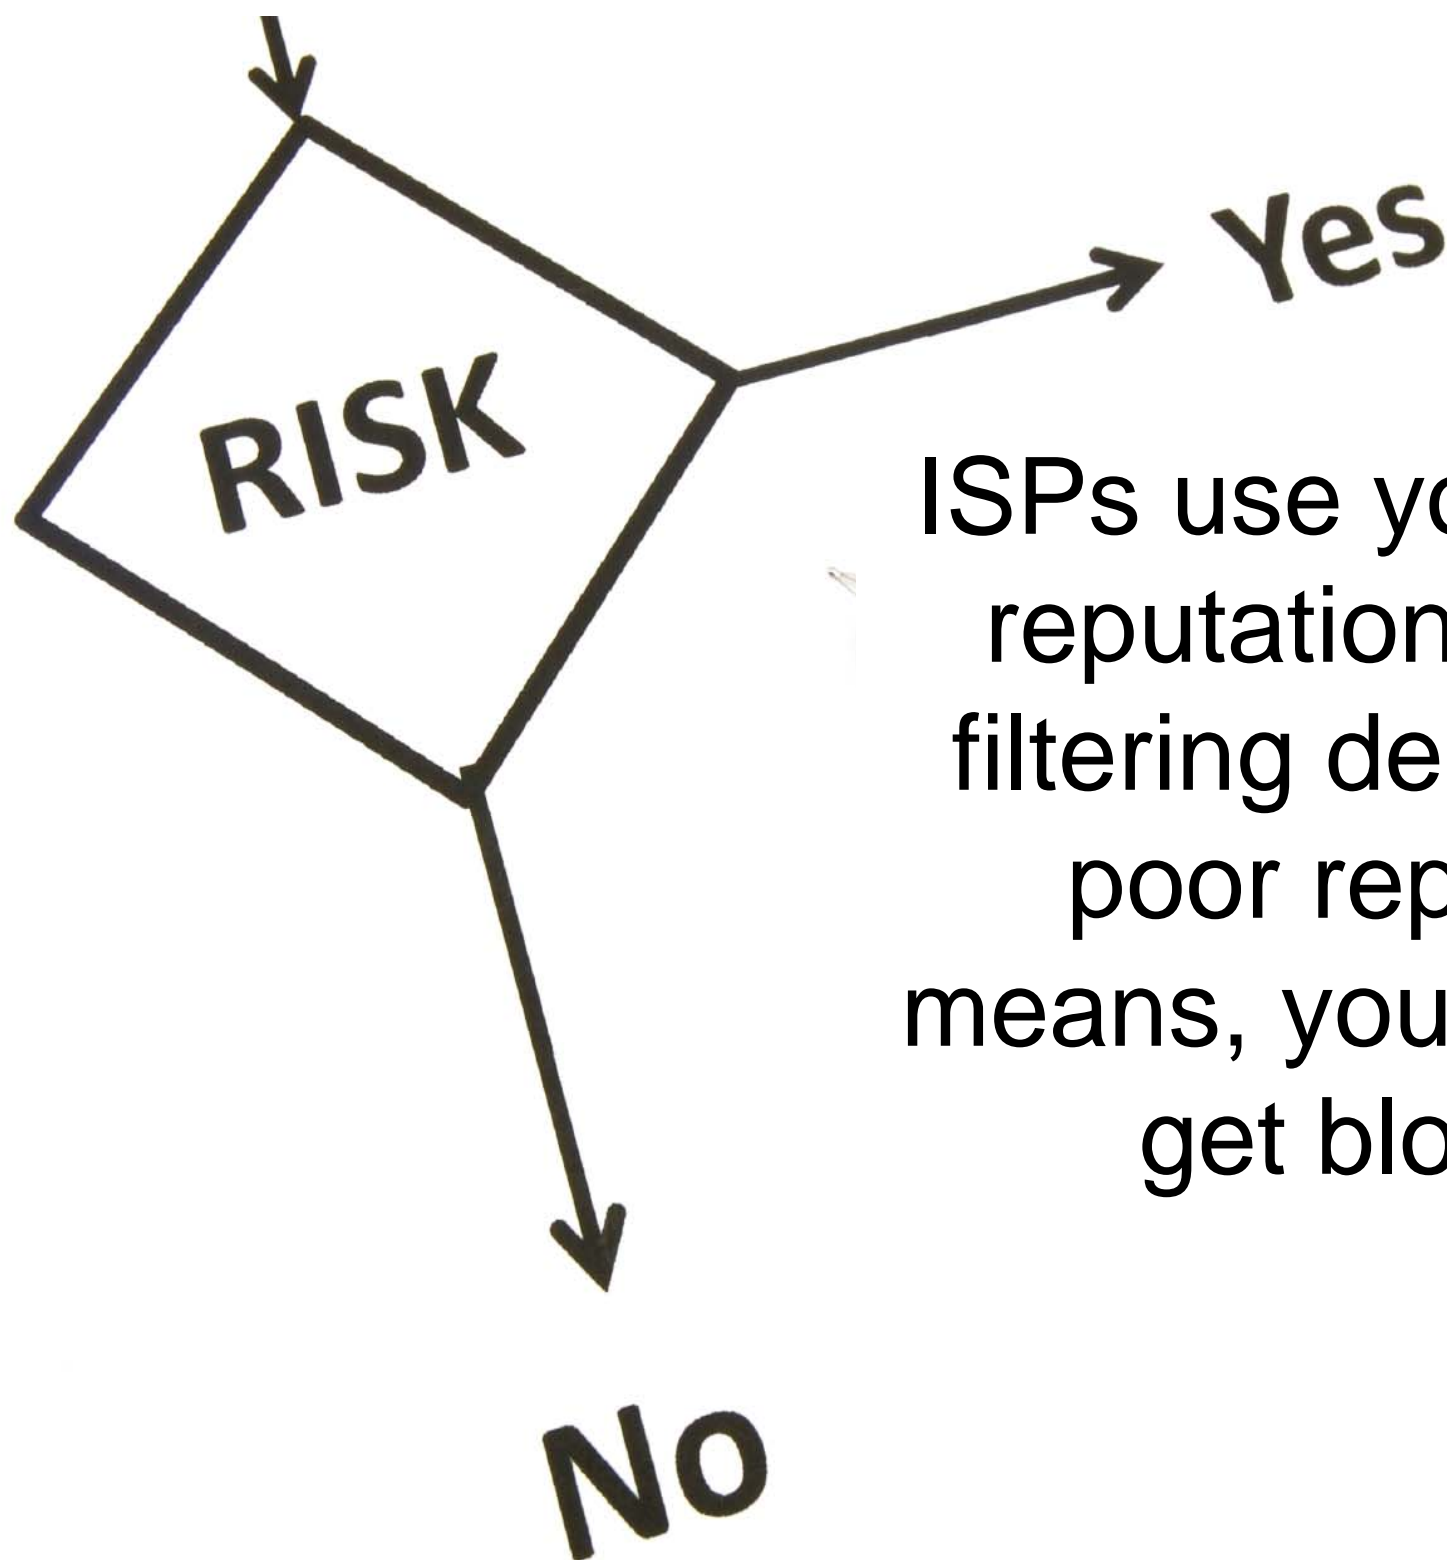 Yes
RISK
ISPs use yo
reputation
filtering de
poor rep
means, you
get blo
No